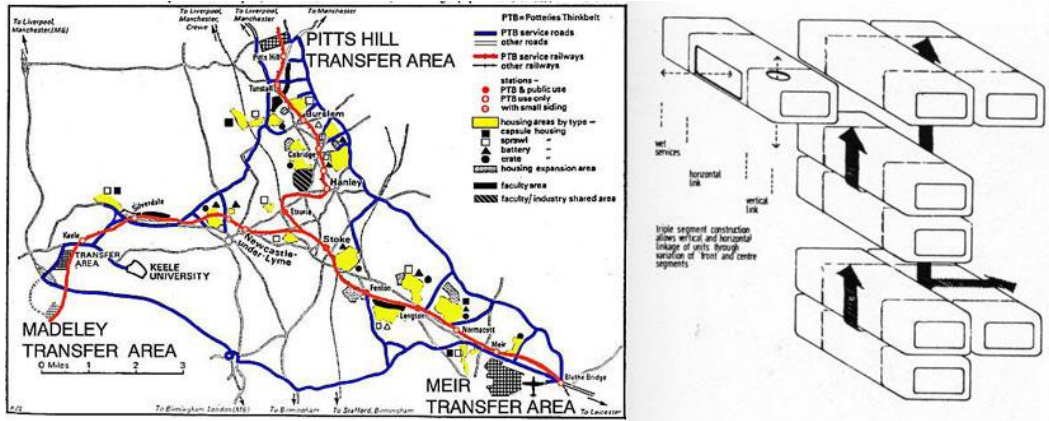 To Liverpool,
Manchester(M6)
To Liverpool,
Manchester,
Crewe
To Liverpool,
Manchester
To Manchester
PITTS HILL
TRANSFER AREA
Pitts Hill
Tunstall
Burslem
Cobridge
Hanley
Etruria
Silverdale
Keele
TRANSFER
AREA
KEELE
UNIVERSITY
Newcastle-
under-Lyme
Stoke
Fenton
Longton
Normacott
Meir
Blythe Bridge
MADELEY
TRANSFER AREA
0 Miles 1 2 3
MEIR
TRANSFER AREA
To Birmingham London(M6)
To Birmingham
To Stafford, Birmingham
To Leicester
PTB = Potteries Thinkbelt
PTB service roads
other roads
PTB service railways
other railways
stations –
PTB & public use
PTB use only
with small siding
housing areas by type –
capsule housing
sprawl "
battery "
crate "
housing expansion area
faculty area
faculty/industry shared area
wet
services
horizontal
link
vertical
link
triple segment construction
allows vertical and horizontal
linkage of units through
variation of front and centre
segments